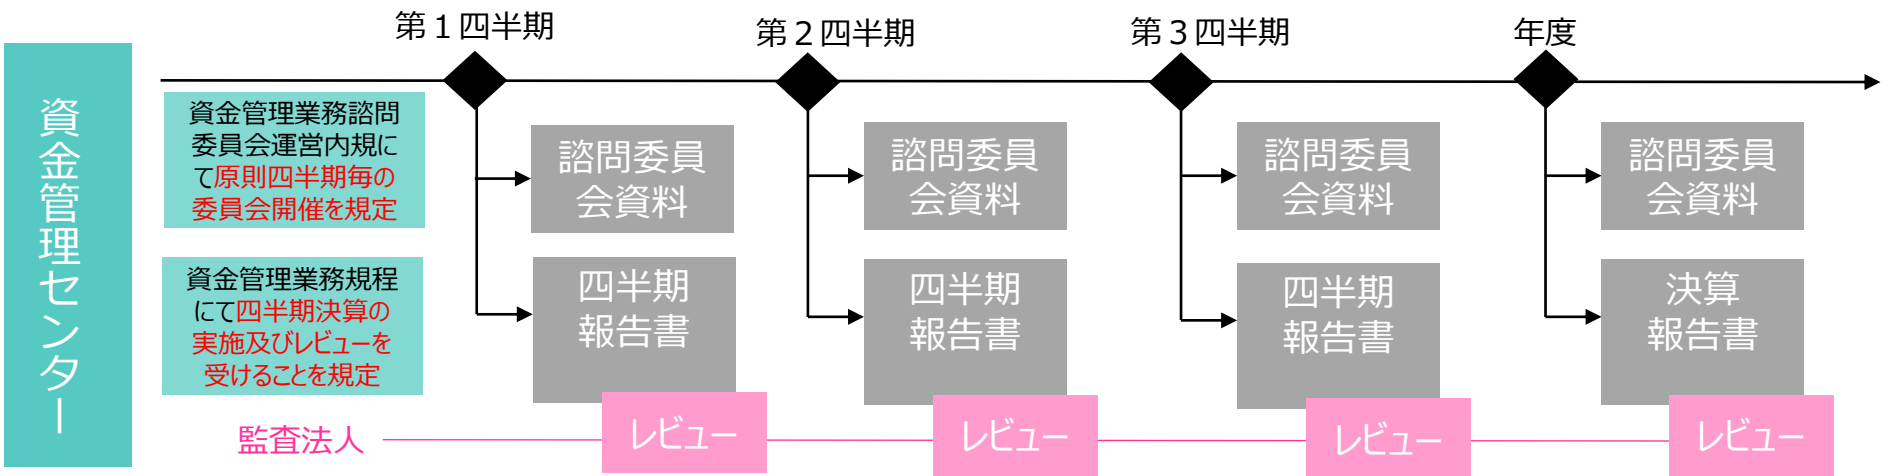 資金管理センター
第１四半期
第２四半期
第３四半期
年度
資金管理業務諮問
委員会運営内規に
て原則四半期毎の
委員会開催を規定
諮問委員
会資料
諮問委員
会資料
諮問委員
会資料
諮問委員
会資料
資金管理業務規程
にて四半期決算の
実施及びレビューを
受けることを規定
四半期
報告書
四半期
報告書
四半期
報告書
決算
報告書
監査法人
レビュー
レビュー
レビュー
レビュー